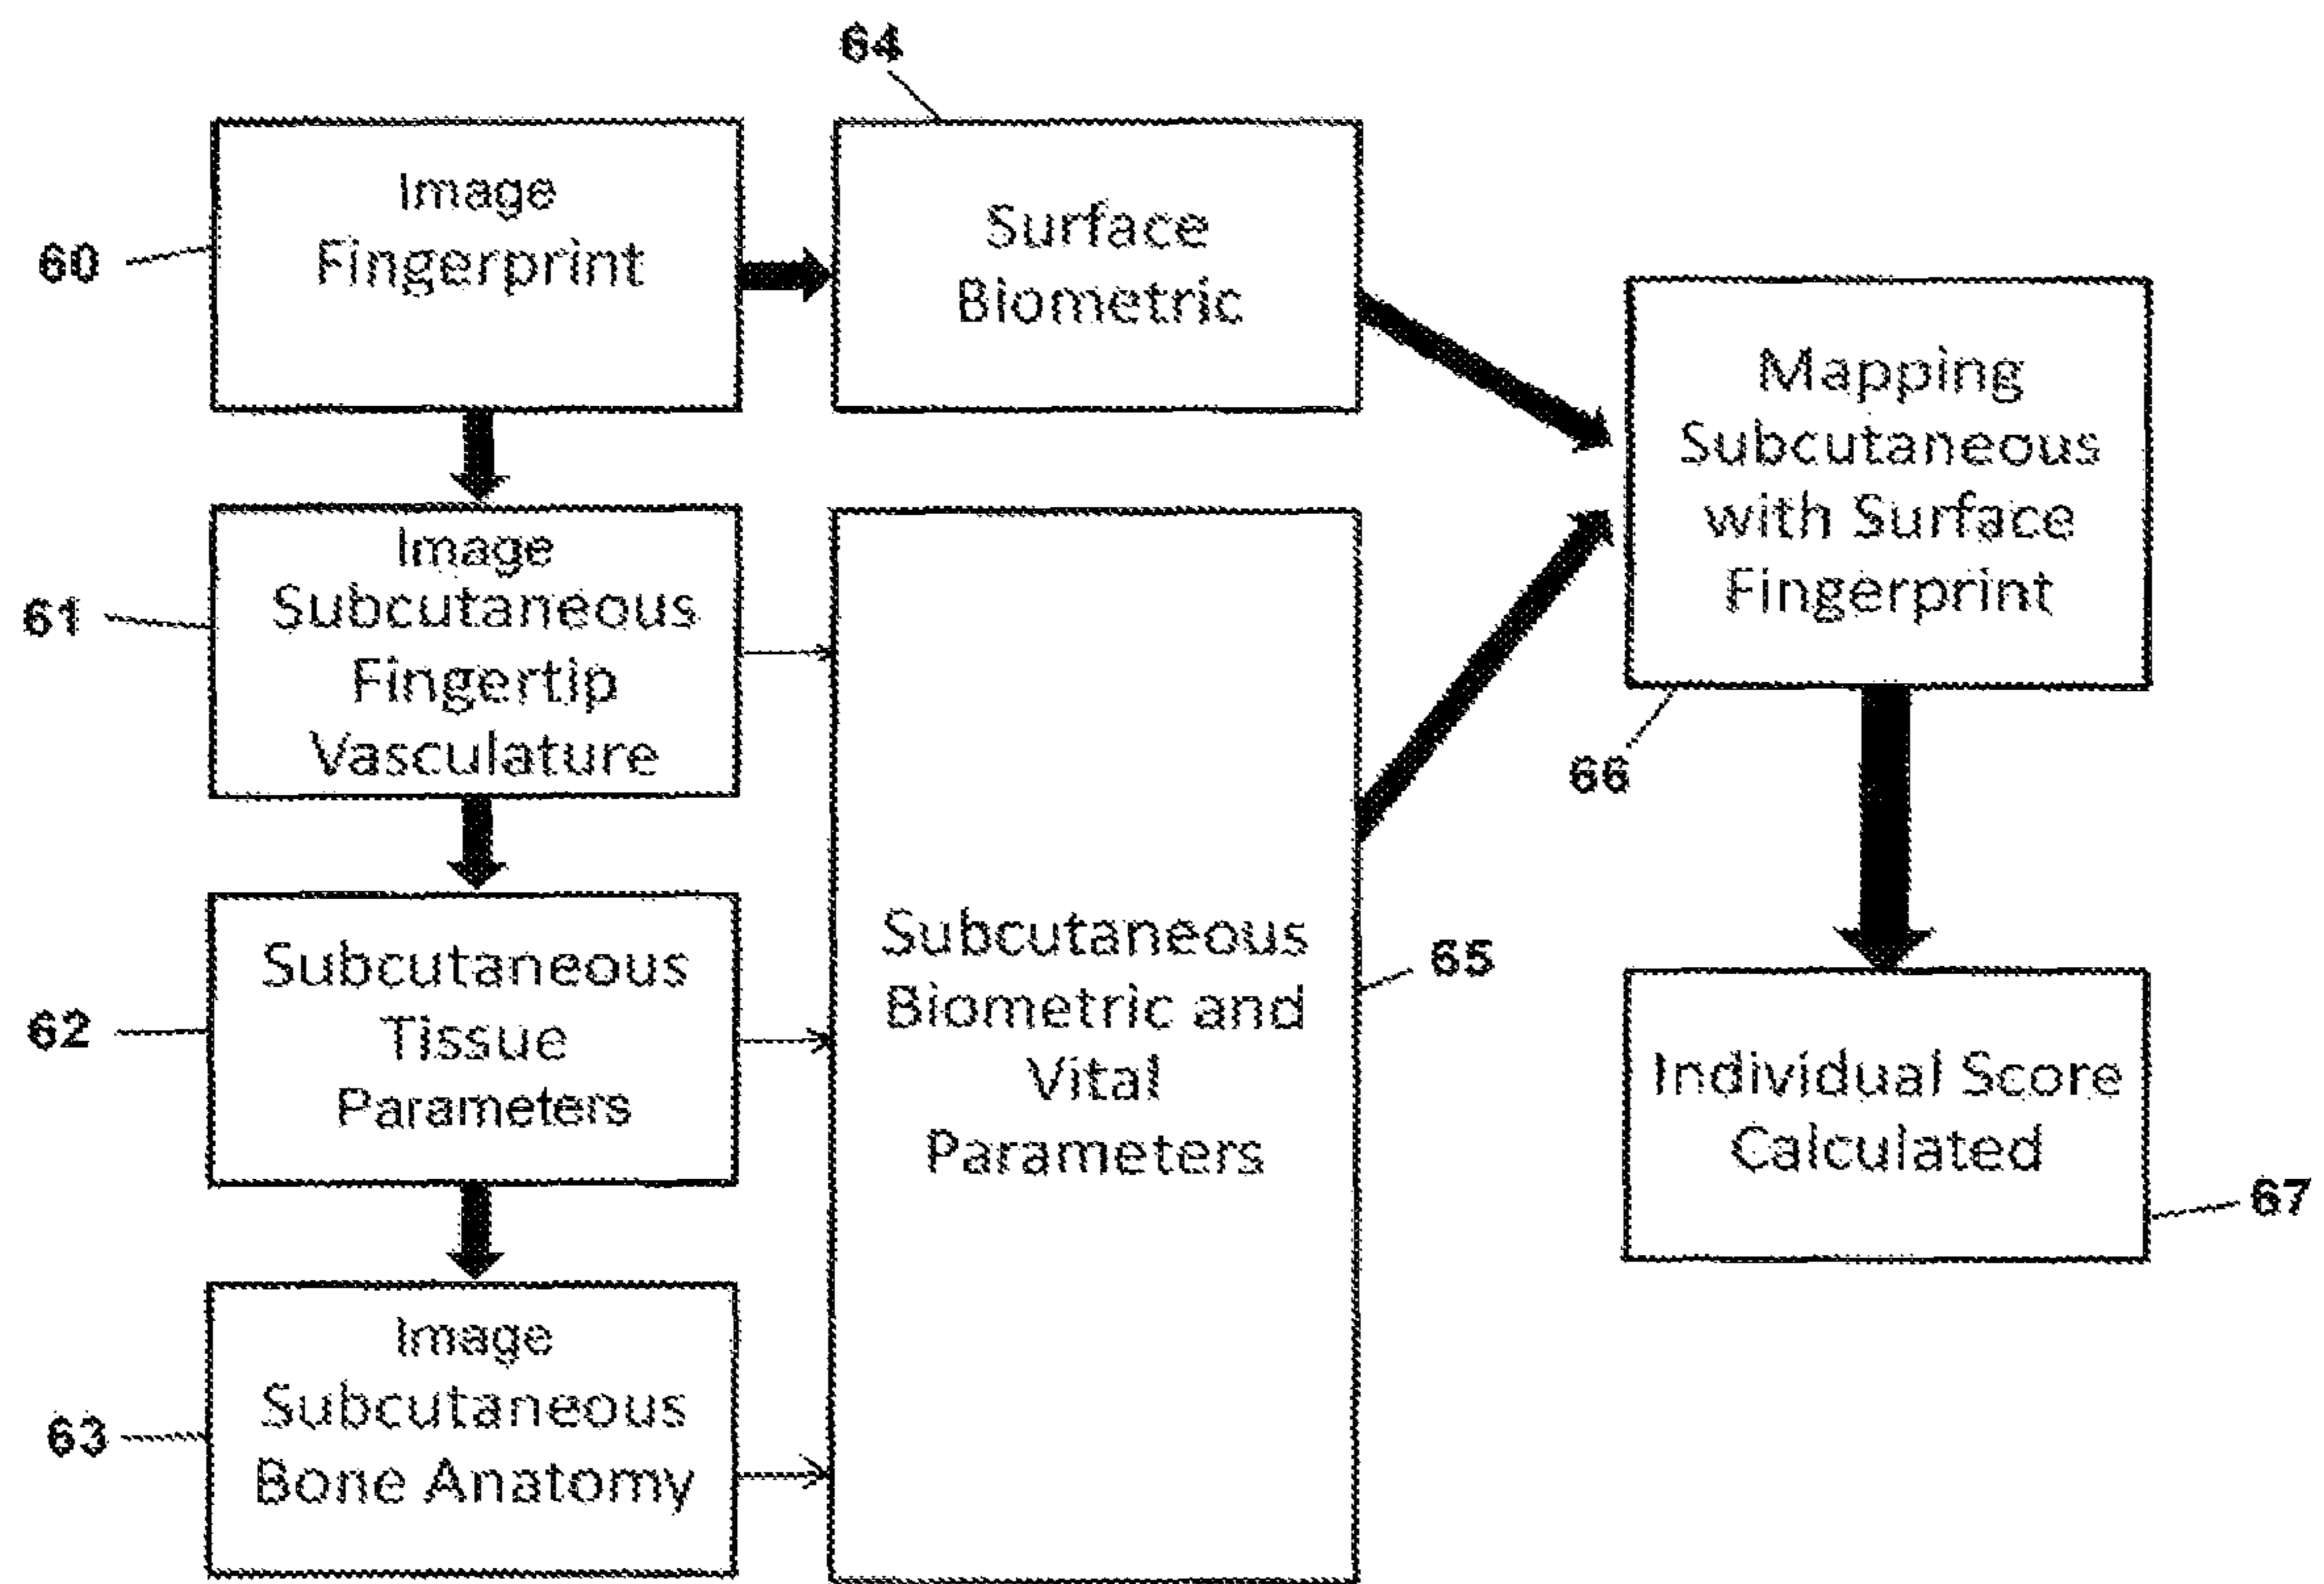 64
Image
Fingerprint
60
Surface
Biometric
Mapping
Subcutaneous
with Surface
Fingerprint
66
Image
Subcutaneous
Fingertip
Vasculature
61
Subcutaneous
Tissue
Parameters
62
Image
Subcutaneous
Bone Anatomy
63
Subcutaneous
Biometric and
Vital
Parameters
65
Individual Score
Calculated
67